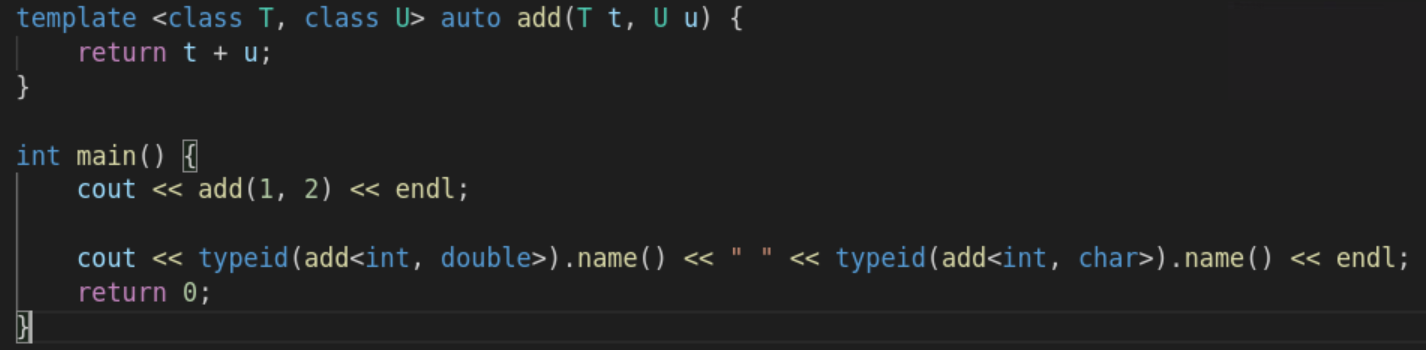 template <class T, class U> auto add(T t, U u) {
    return t + u;
}

int main() {
    cout << add(1, 2) << endl;

    cout << typeid(add<int, double>).name() << " " << typeid(add<int, char>).name() << endl;
    return 0;
}